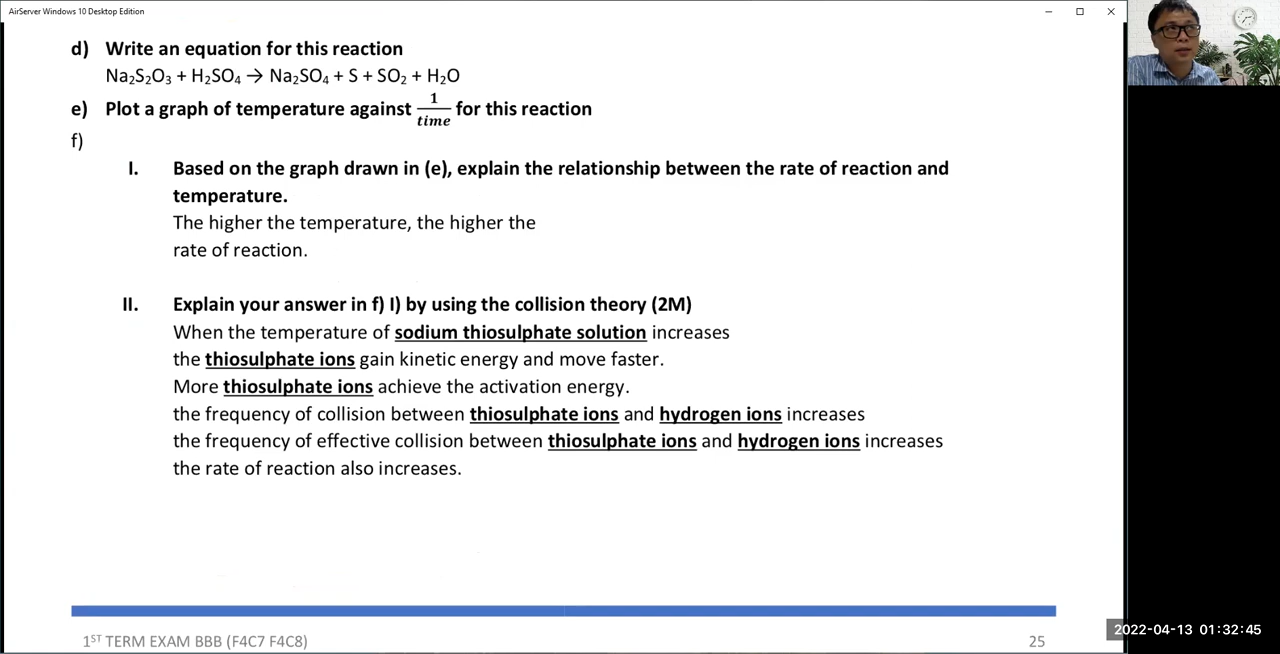 AirServer Windows 10 Desktop Edition
d) Write an equation for this reaction
Na₂S₂O₃ + H₂SO₄ → Na₂SO₄ + S + SO₂ + H₂O
e) Plot a graph of temperature against 1/time for this reaction
f)
I. Based on the graph drawn in (e), explain the relationship between the rate of reaction and
temperature.
The higher the temperature, the higher the
rate of reaction.
II. Explain your answer in f) I) by using the collision theory (2M)
When the temperature of sodium thiosulphate solution increases
the thiosulphate ions gain kinetic energy and move faster.
More thiosulphate ions achieve the activation energy.
the frequency of collision between thiosulphate ions and hydrogen ions increases
the frequency of effective collision between thiosulphate ions and hydrogen ions increases
the rate of reaction also increases.
1ST TERM EXAM BBB (F4C7 F4C8)
25
2022-04-13 01:32:45